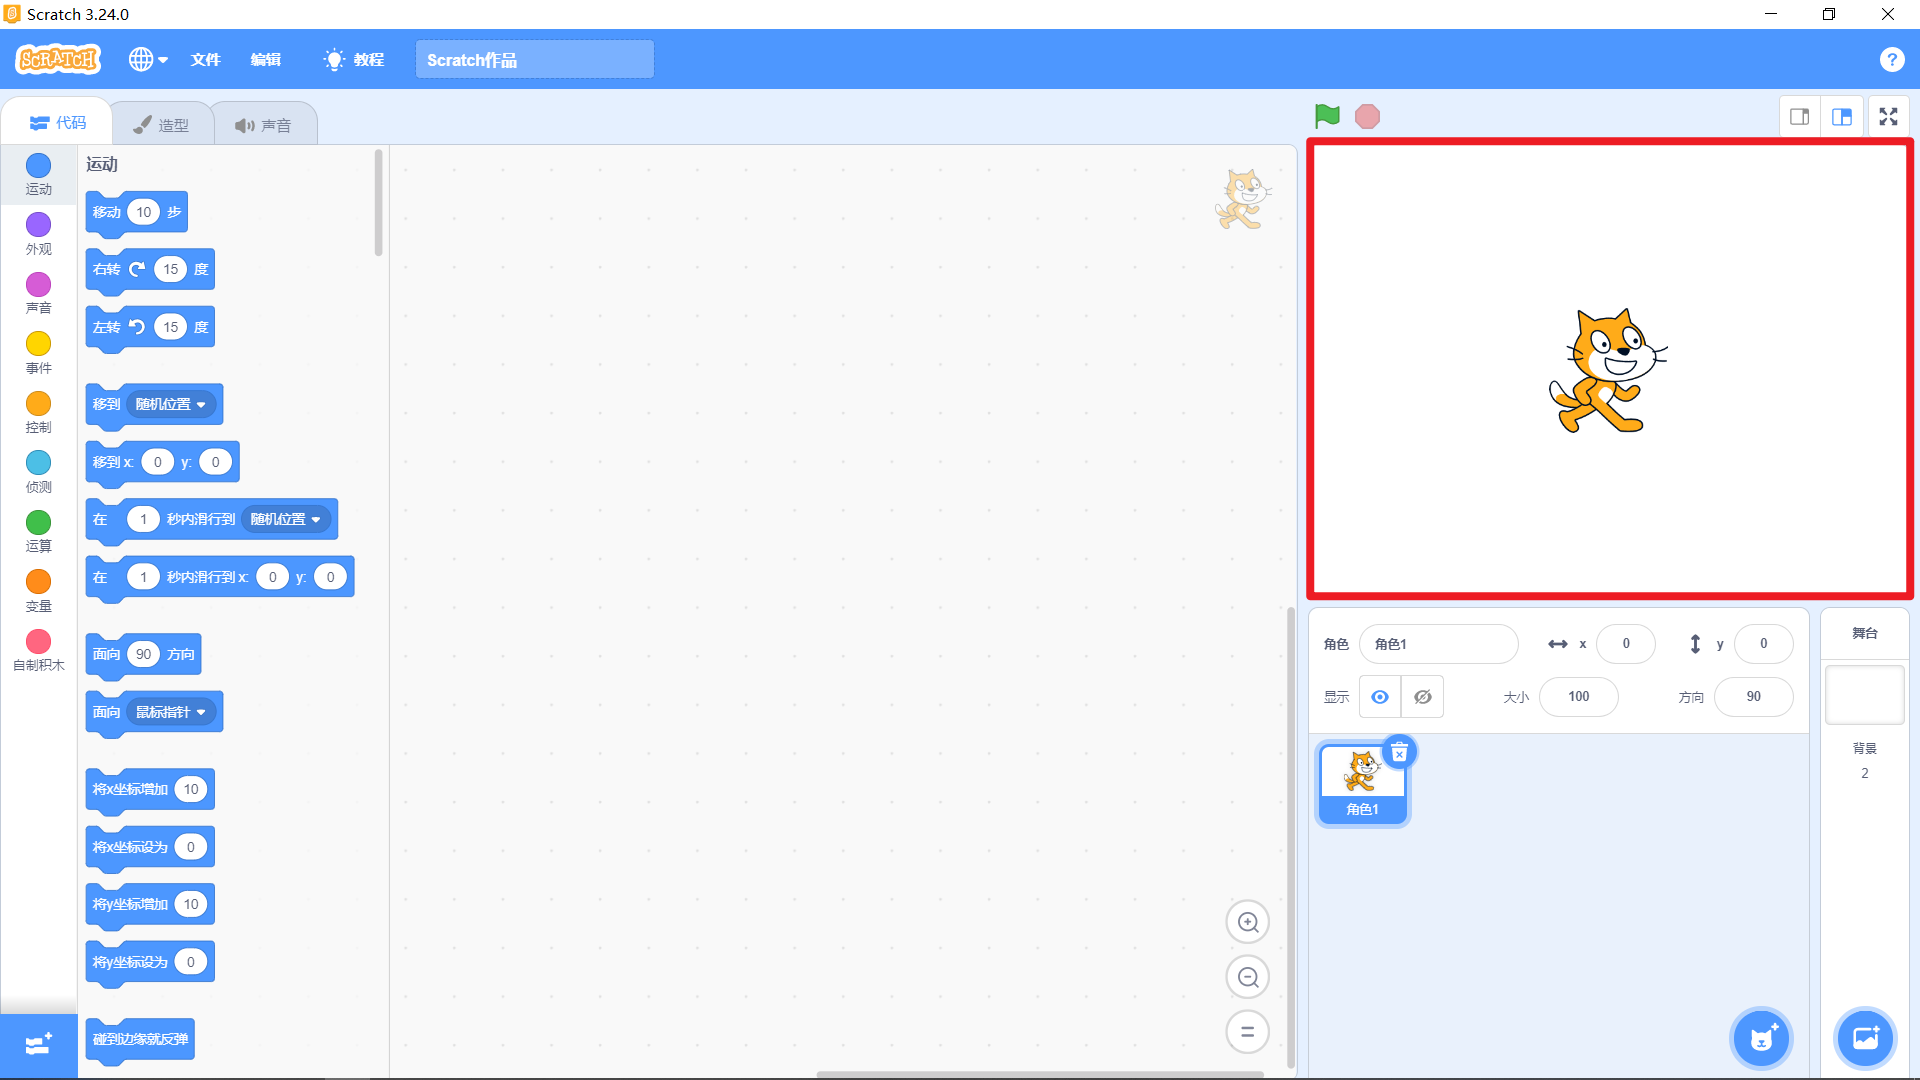 Scratch 3.24.0
SCRATCH 文件 编辑 教程 Scratch作品 ?
代码 造型 声音
运动
外观
声音
事件
控制
侦测
运算
变量
自制积木
运动
移动 10 步
右转 15 度
左转 15 度
移到 随机位置
移到 x: 0 y: 0
在 1 秒内滑行到 随机位置
在 1 秒内滑行到 x: 0 y: 0
面向 90 方向
面向 鼠标指针
将x坐标增加 10
将x坐标设为 0
将y坐标增加 10
将y坐标设为 0
碰到边缘就反弹
角色 角色1 x 0 y 0
显示 大小 100 方向 90
角色1
舞台
背景
2